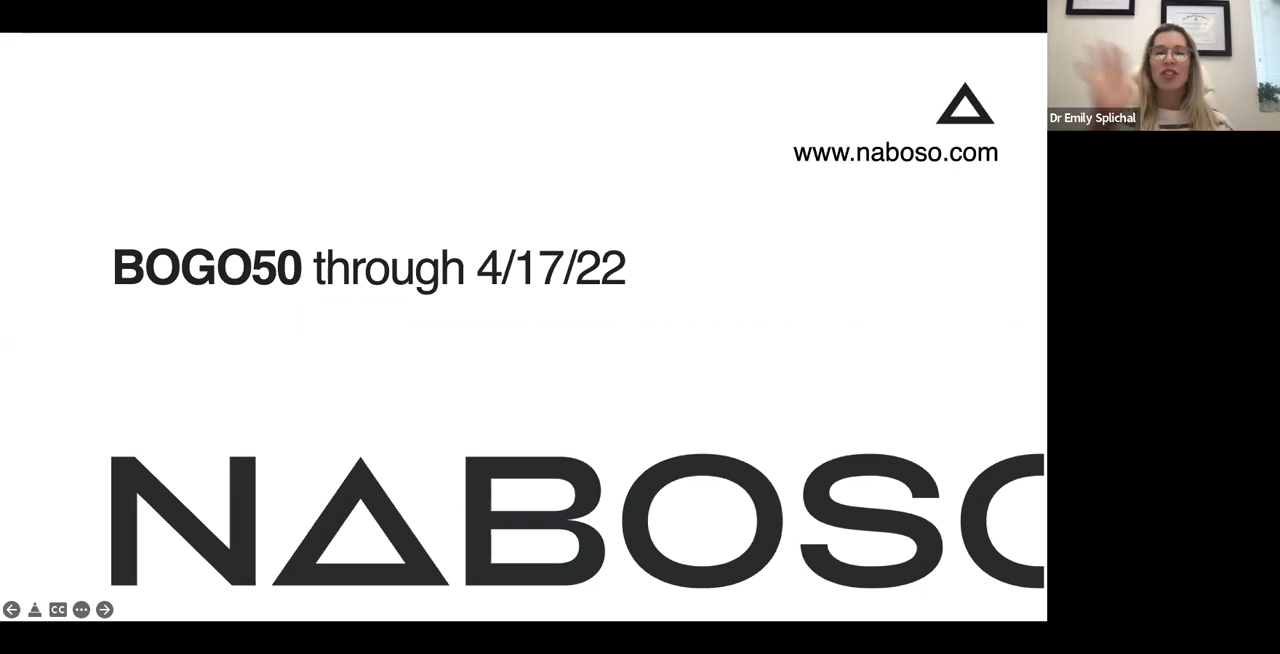 www.naboso.com
Dr Emily Splichal
BOGO50 through 4/17/22
NABOSO
CC